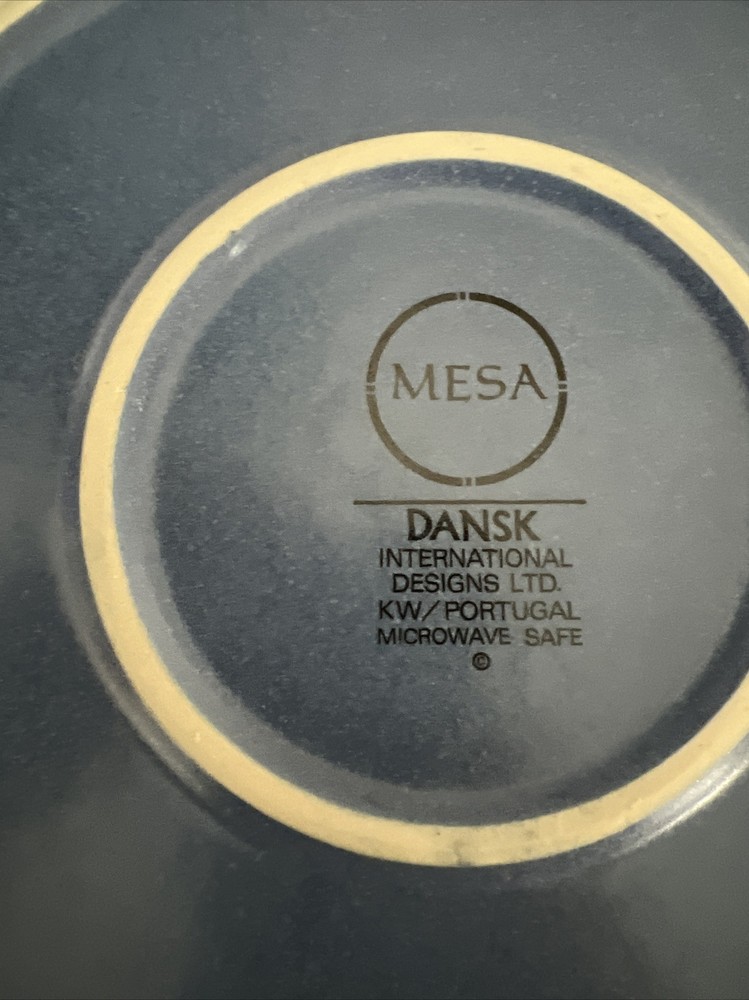 MESA
DANSK
INTERNATIONAL
DESIGNS LTD.
KW/PORTUGAL
MICROWAVE SAFE
©